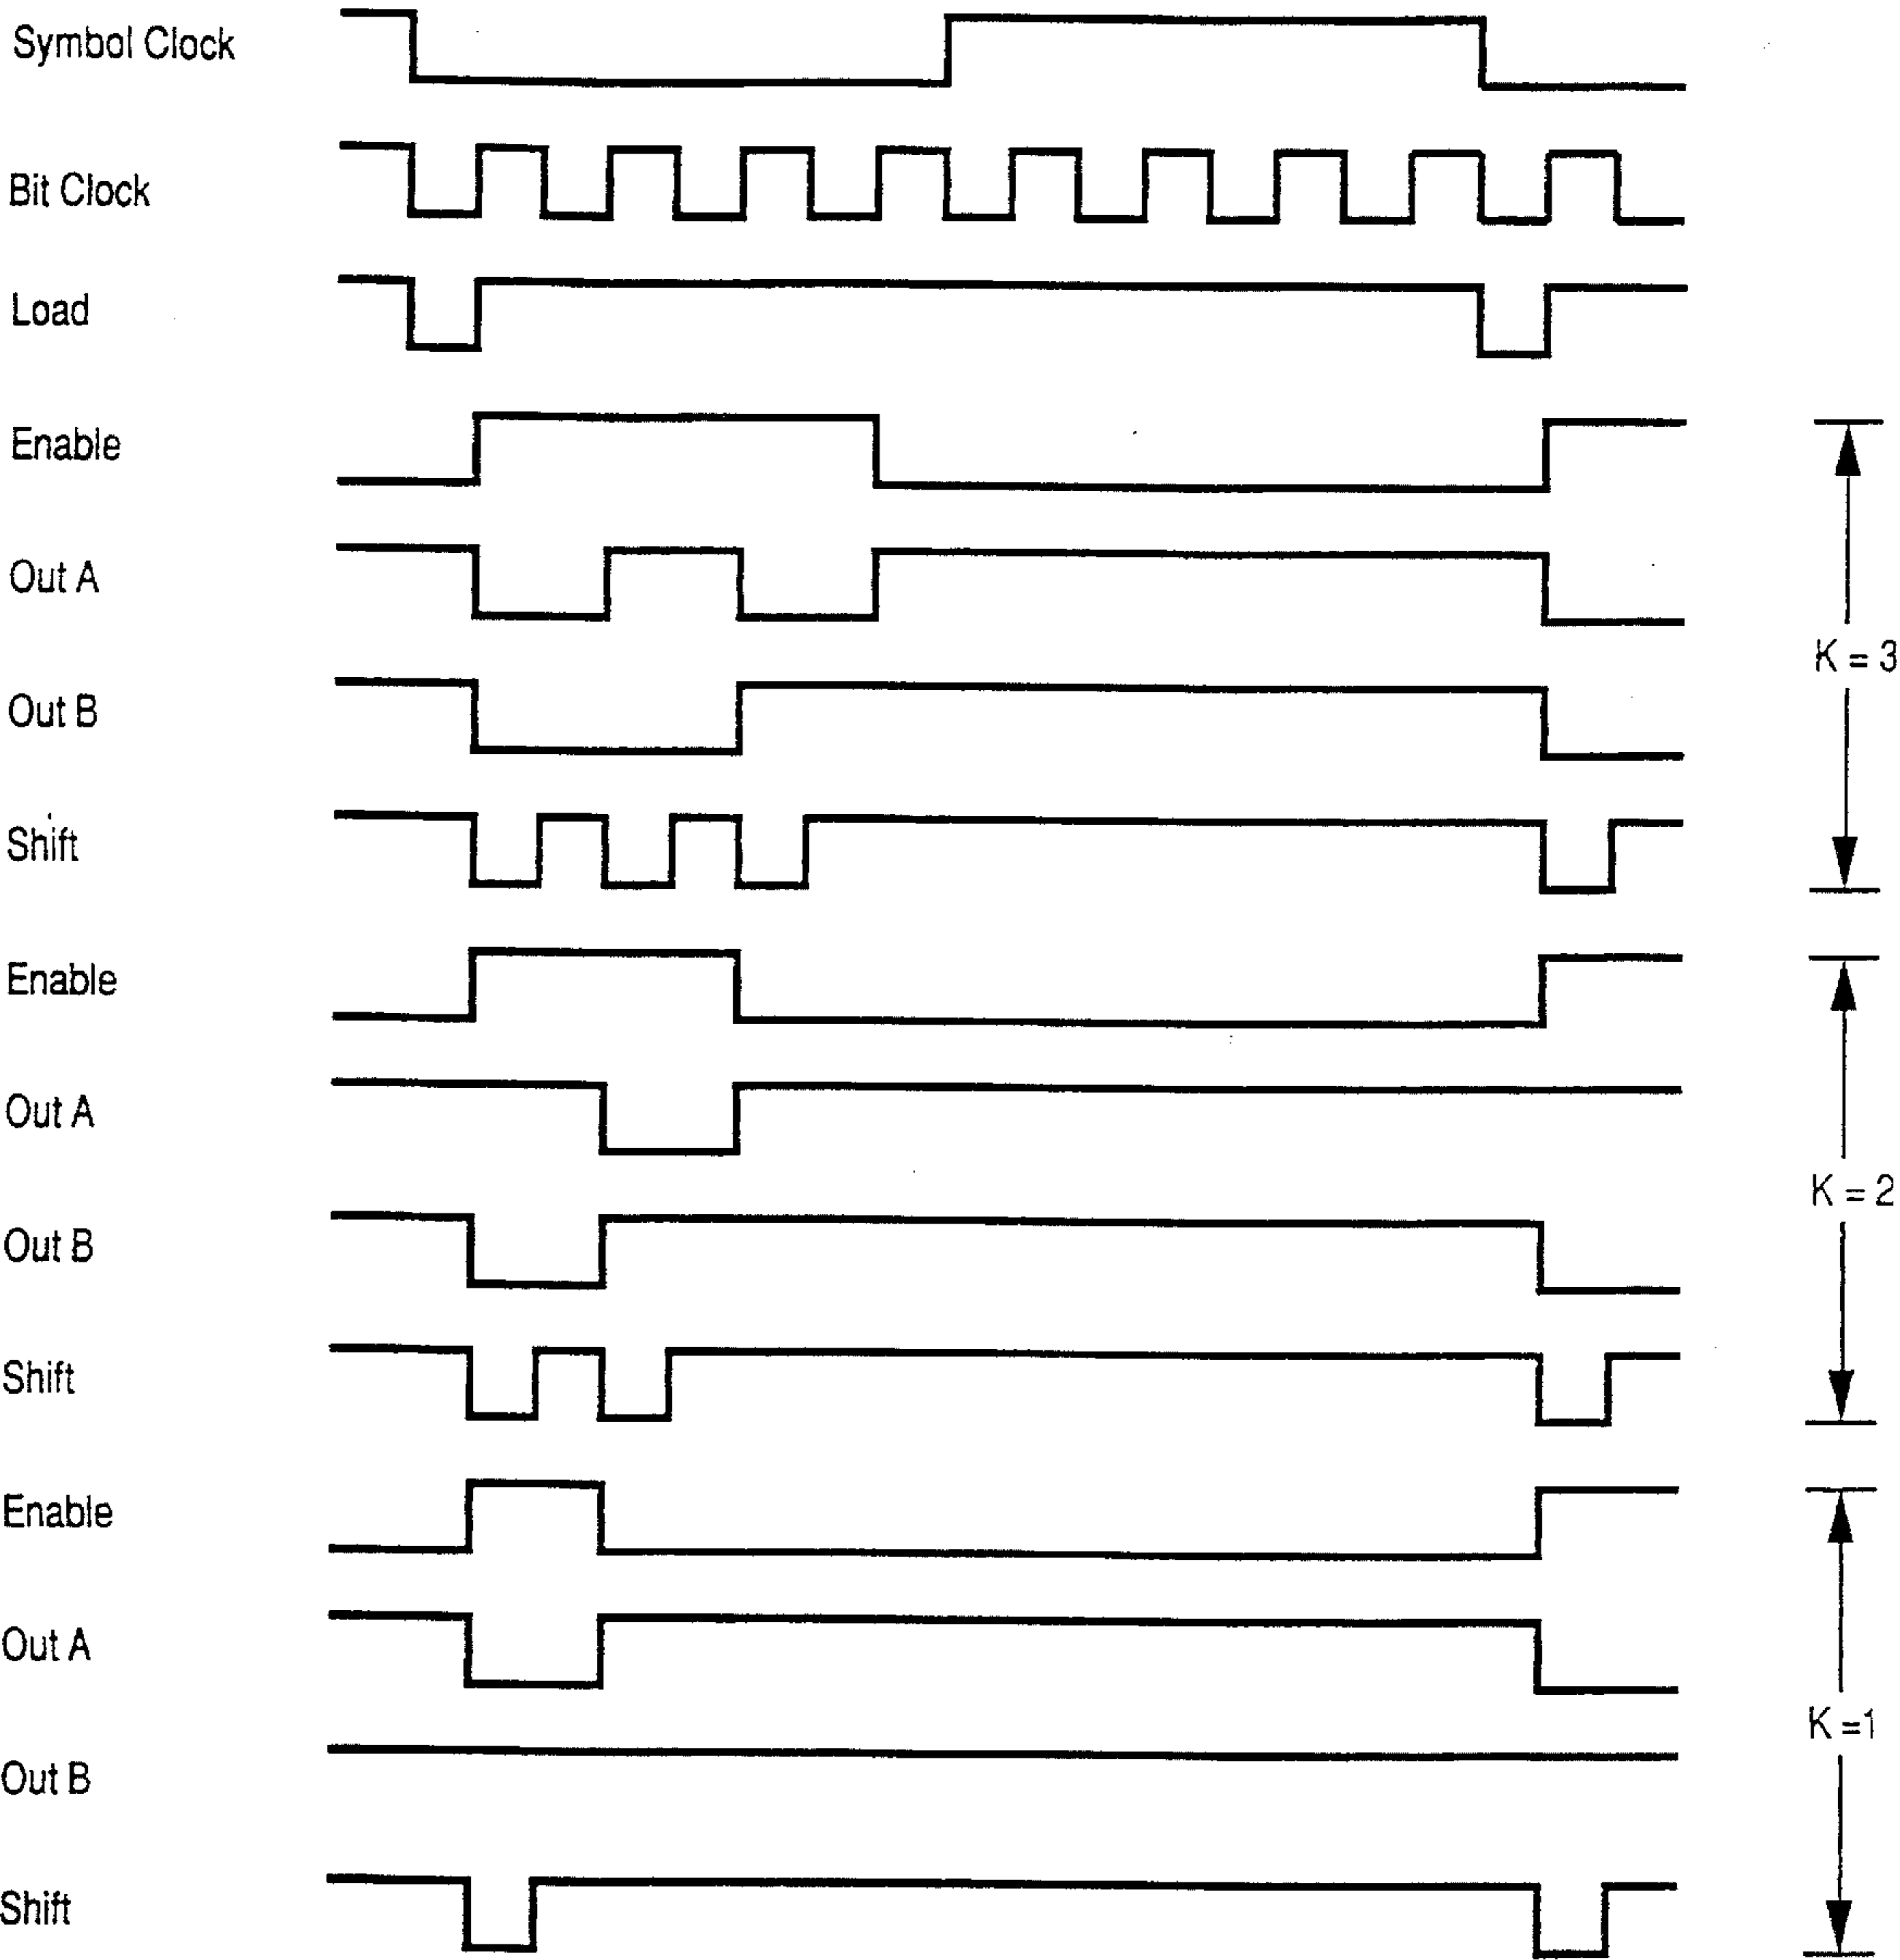 Symbol Clock
Bit Clock
Load
Enable
Out A
K = 3
Out B
Shift
Enable
Out A
K = 2
Out B
Shift
Enable
Out A
K =1
Out B
Shift